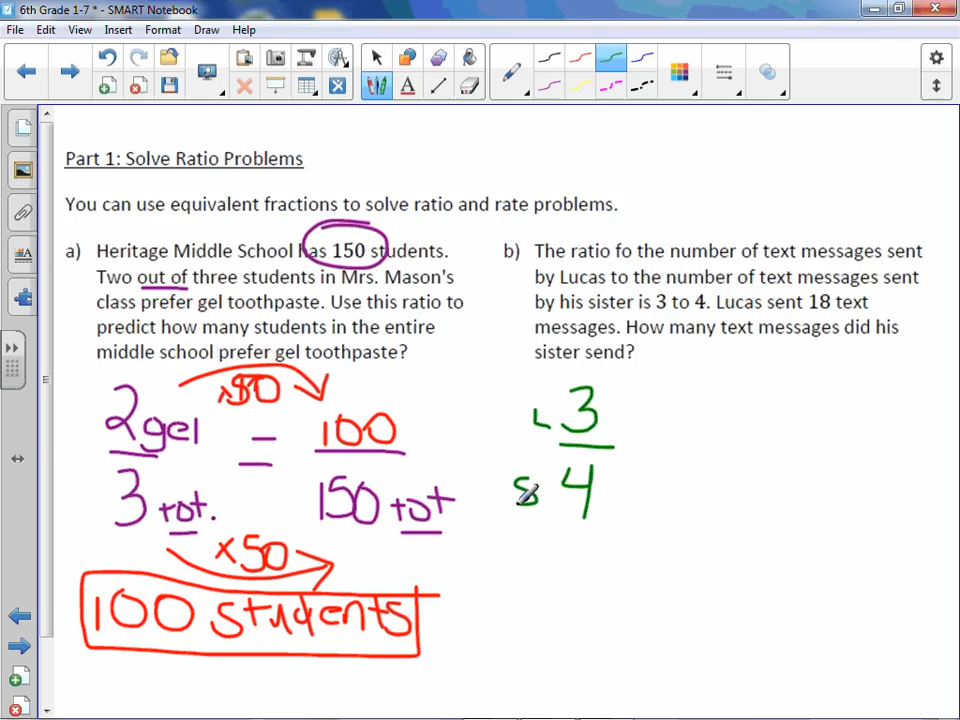 6th Grade 1-7 * - SMART Notebook
File Edit View Insert Format Draw Help
Part 1: Solve Ratio Problems
You can use equivalent fractions to solve ratio and rate problems.
a) Heritage Middle School has 150 students.
Two out of three students in Mrs. Mason's
class prefer gel toothpaste. Use this ratio to
predict how many students in the entire
middle school prefer gel toothpaste?
x50
2 gel = 100
3 tot. 150 tot
x50
100 students
b) The ratio fo the number of text messages sent
by Lucas to the number of text messages sent
by his sister is 3 to 4. Lucas sent 18 text
messages. How many text messages did his
sister send?
L 3
S 4